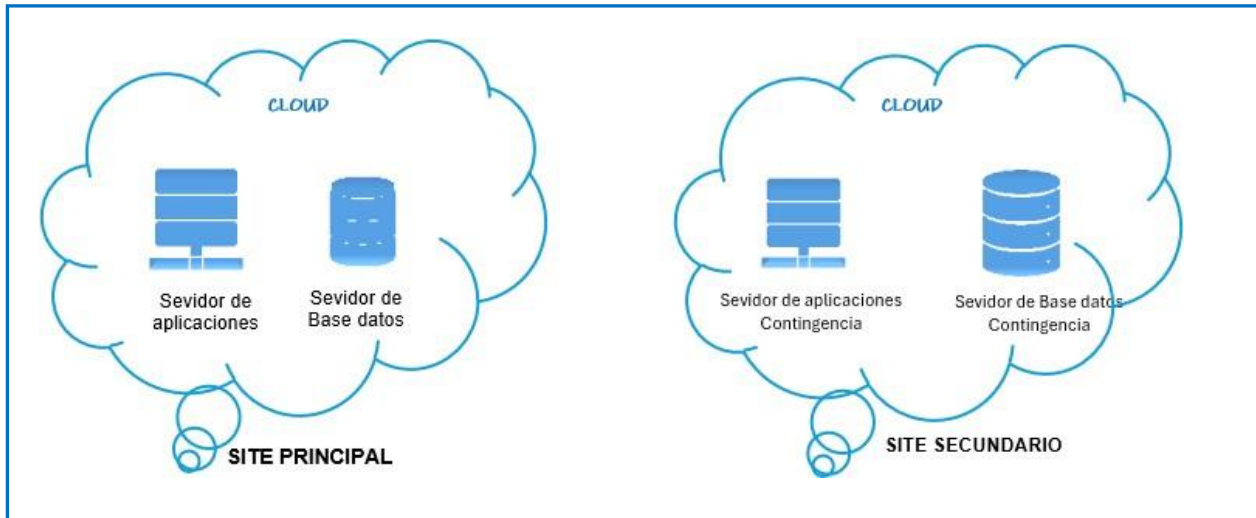 CLOUD
Sevidor de
aplicaciones
Sevidor de
Base datos
SITE PRINCIPAL
CLOUD
Sevidor de aplicaciones
Contingencia
Sevidor de Base datos
Contingencia
SITE SECUNDARIO